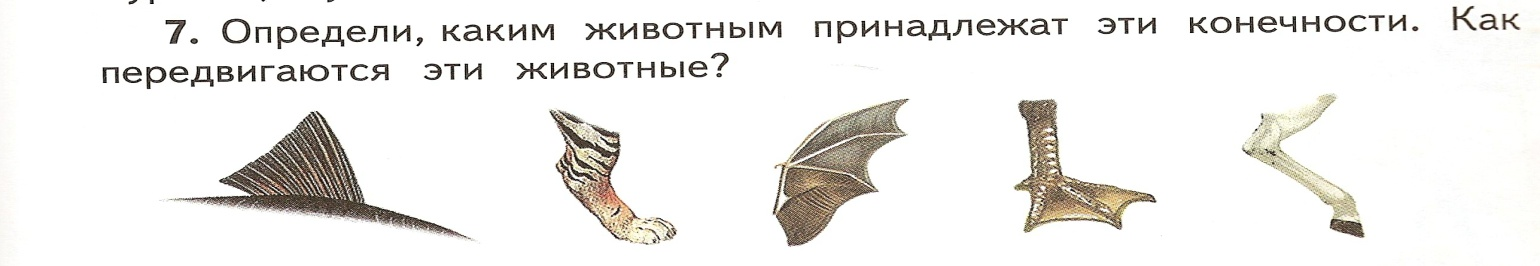 7. Определи, каким животным принадлежат эти конечности. Как
передвигаются эти животные?